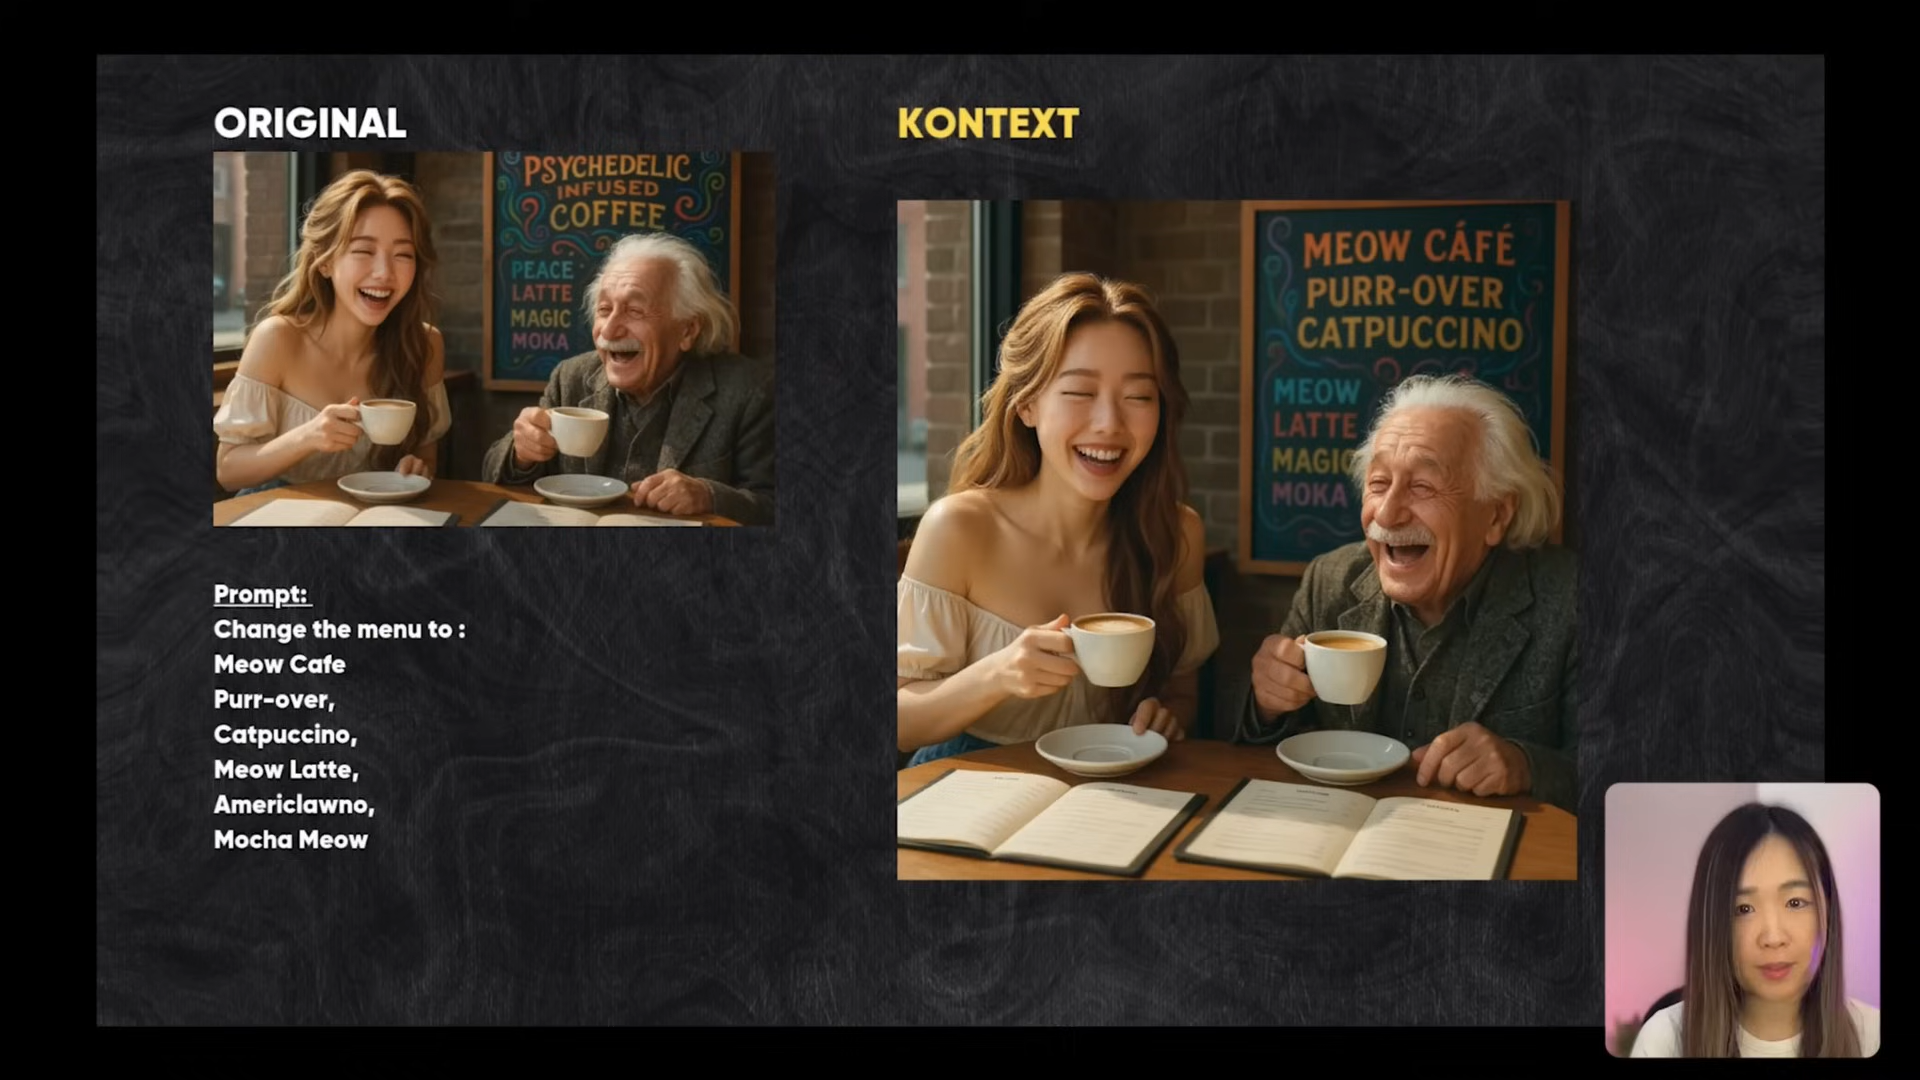 ORIGINAL
PSYCHEDELIC
INFUSED
COFFEE
PEACE
LATTE
MAGIC
MOKA
Prompt:
Change the menu to :
Meow Cafe
Purr-over,
Catpuccino,
Meow Latte,
Americlawno,
Mocha Meow
KONTEXT
MEOW CÁFÉ
PURR-OVER
CATPUCCINO
MEOW
LATTE
MAGIC
MOKA